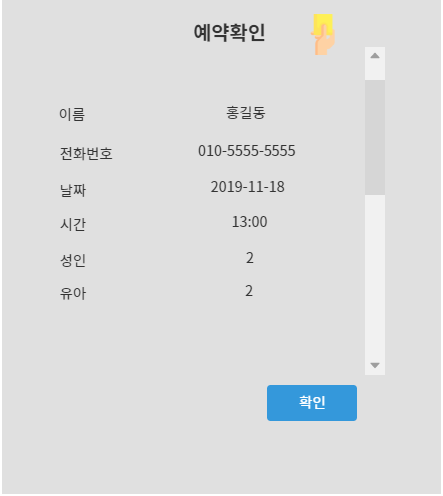 예약확인
이름 홍길동
전화번호 010-5555-5555
날짜 2019-11-18
시간 13:00
성인 2
유아 2
확인